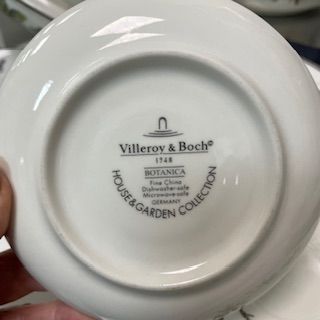 Villeroy & Boch©
1748
BOTANICA
Fine China
Dishwasher-safe
Microwave-safe
GERMANY
HOUSE&GARDEN COLLECTION